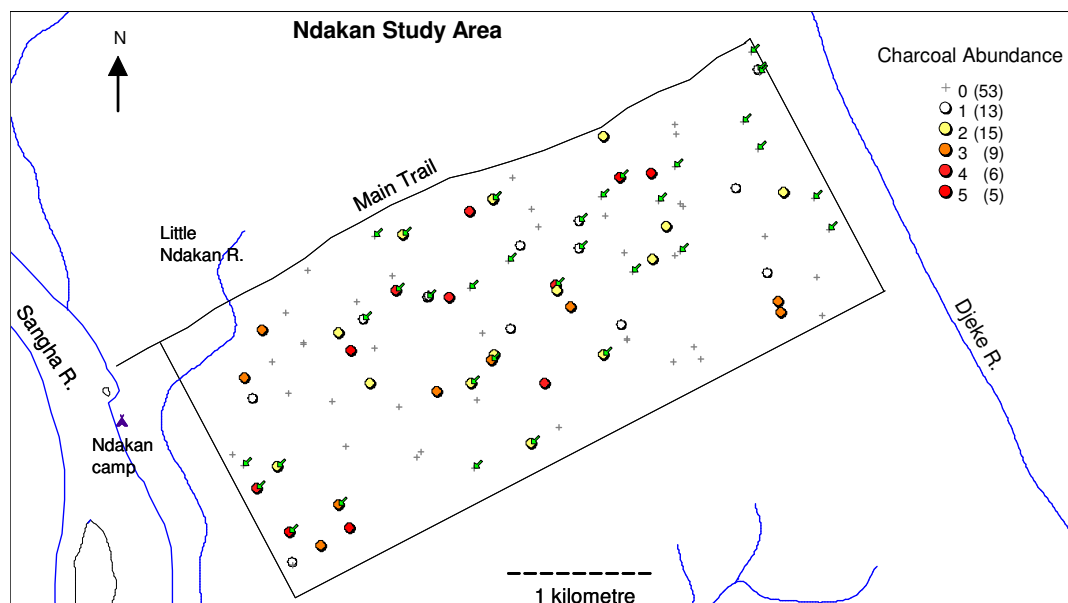 Ndakan Study Area
N
Charcoal Abundance
0 (53)
1 (13)
2 (15)
3 (9)
4 (6)
5 (5)
Main Trail
Little
Ndakan R.
Sangha R.
Djeke R.
Ndakan
camp
1 kilometre